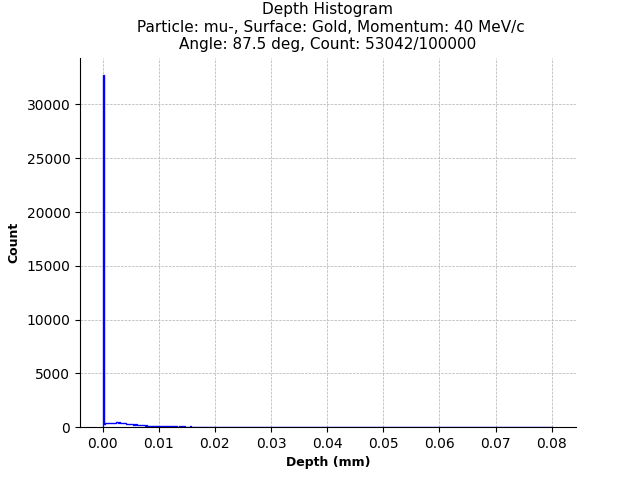 Depth Histogram
Particle: mu-, Surface: Gold, Momentum: 40 MeV/c
Angle: 87.5 deg, Count: 53042/100000
30000
25000
20000
15000
10000
5000
0
Count
0.00 0.01 0.02 0.03 0.04 0.05 0.06 0.07 0.08
Depth (mm)